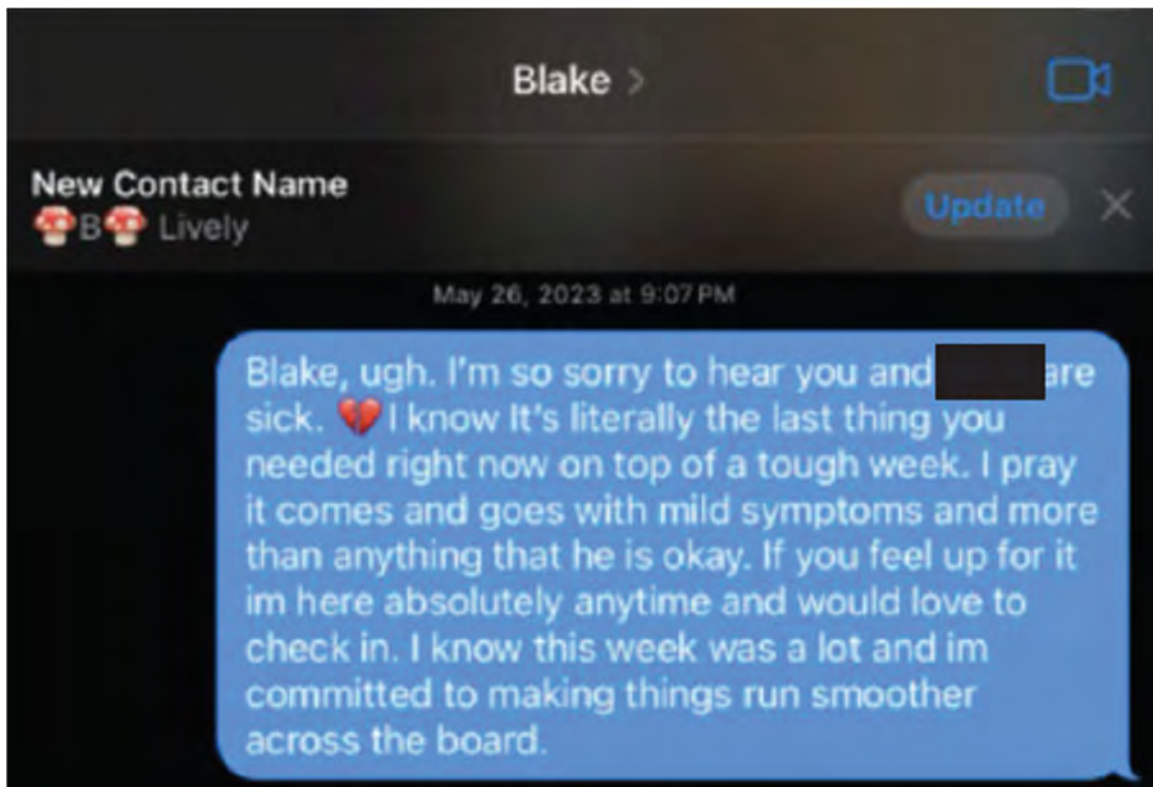 Blake >
New Contact Name
🍄B🍄 Lively
Update
May 26, 2023 at 9:07 PM
Blake, ugh. I'm so sorry to hear you and are
sick. 💔 I know It's literally the last thing you
needed right now on top of a tough week. I pray
it comes and goes with mild symptoms and more
than anything that he is okay. If you feel up for it
im here absolutely anytime and would love to
check in. I know this week was a lot and im
committed to making things run smoother
across the board.